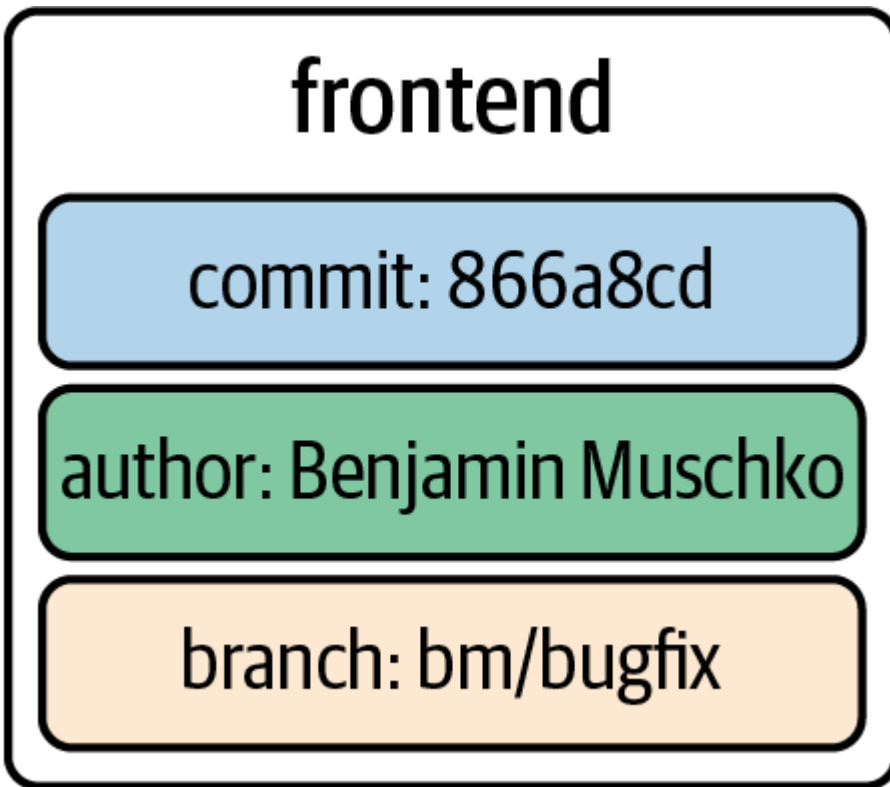 frontend
commit: 866a8cd
author: Benjamin Muschko
branch: bm/bugfix